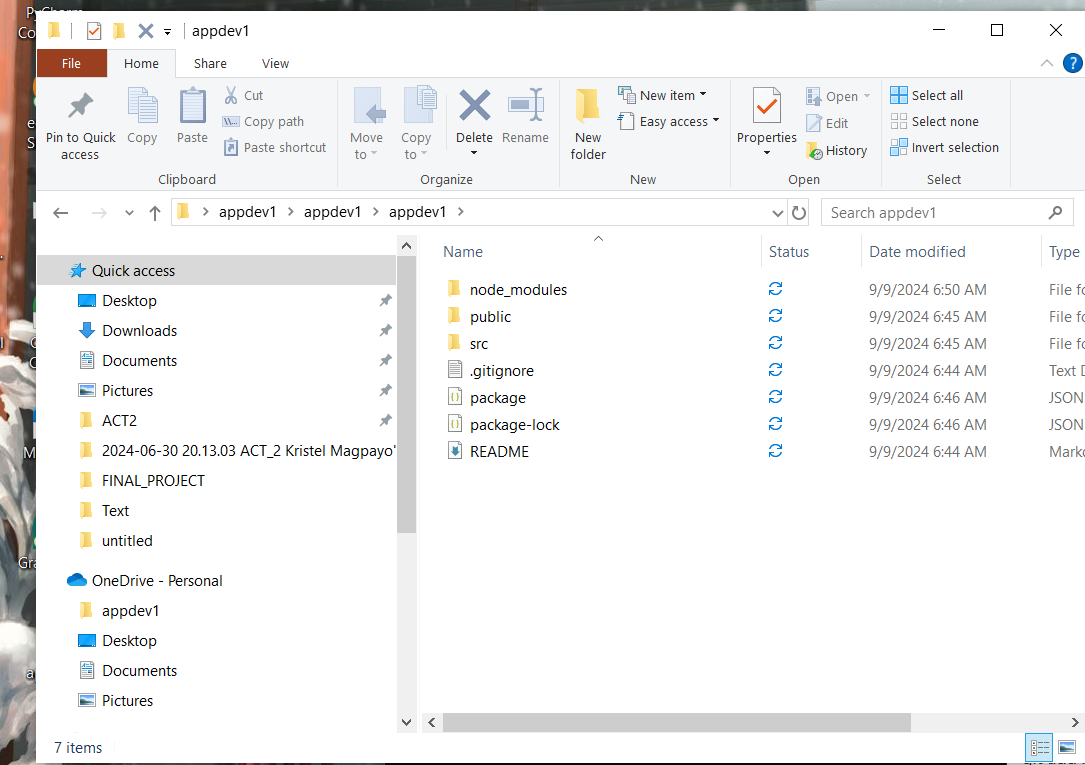 PyCharm
appdev1
File Home Share View
Pin to Quick access
Copy
Paste
Cut
Copy path
Paste shortcut
Clipboard
Move to
Copy to
Delete
Rename
Organize
New folder
New item
Easy access
New
Properties
Open
Edit
History
Open
Select all
Select none
Invert selection
Select
appdev1 > appdev1 > appdev1 >
Search appdev1
Quick access
Desktop
Downloads
Documents
Pictures
ACT2
2024-06-30 20.13.03 ACT_2 Kristel Magpayo'
FINAL_PROJECT
Text
untitled
OneDrive - Personal
appdev1
Desktop
Documents
Pictures
Name Status Date modified Type
node_modules 9/9/2024 6:50 AM File fo
public 9/9/2024 6:45 AM File fo
src 9/9/2024 6:45 AM File fo
.gitignore 9/9/2024 6:44 AM Text D
package 9/9/2024 6:46 AM JSON
package-lock 9/9/2024 6:46 AM JSON
README 9/9/2024 6:44 AM Markd
7 items